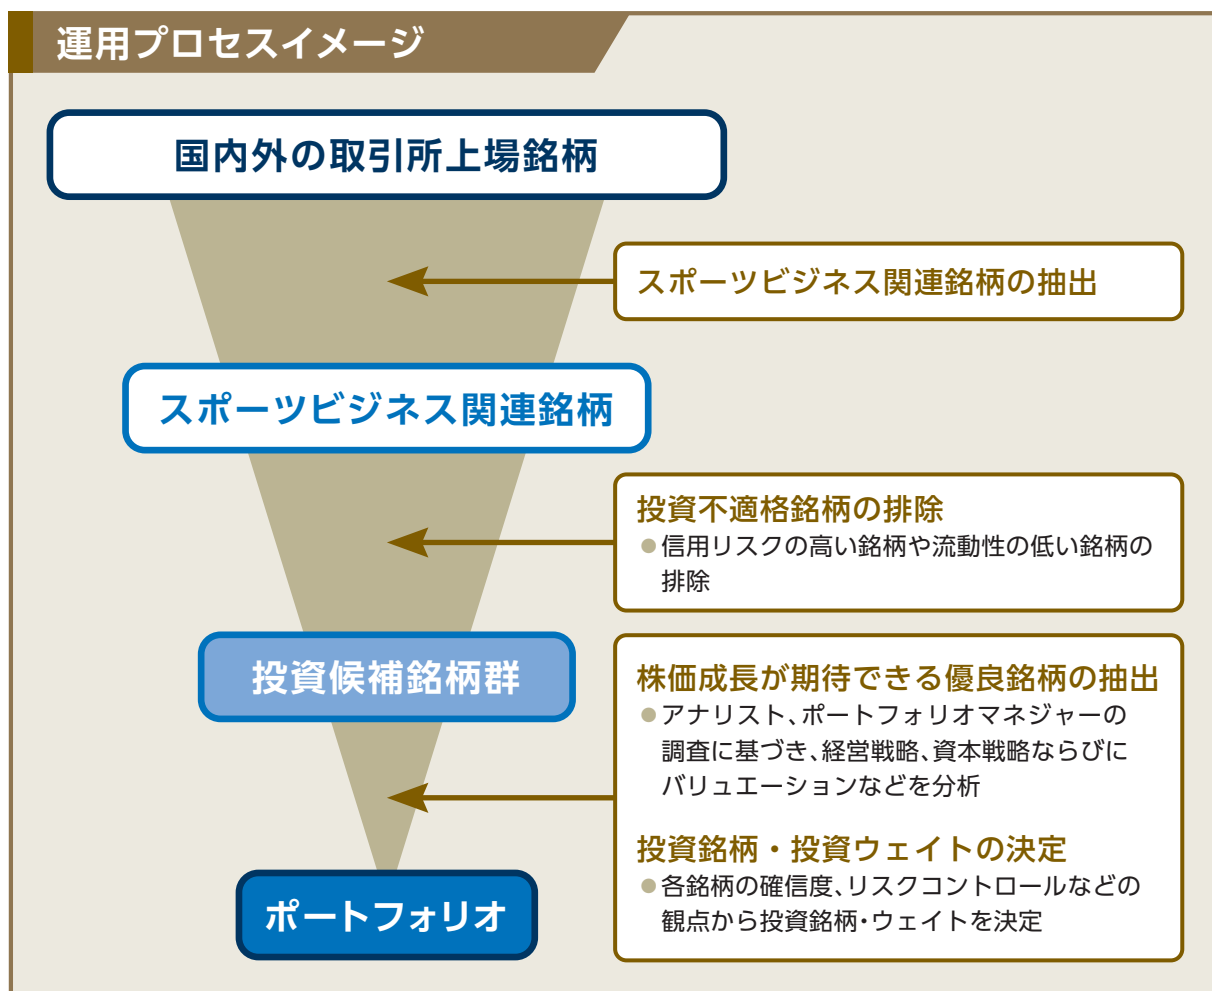 運用プロセスイメージ
国内外の取引所上場銘柄
スポーツビジネス関連銘柄の抽出
スポーツビジネス関連銘柄
投資不適格銘柄の排除
●信用リスクの高い銘柄や流動性の低い銘柄の
排除
投資候補銘柄群
株価成長が期待できる優良銘柄の抽出
●アナリスト、ポートフォリオマネジャーの
調査に基づき、経営戦略、資本戦略ならびに
バリュエーションなどを分析
投資銘柄・投資ウェイトの決定
●各銘柄の確信度、リスクコントロールなどの
観点から投資銘柄・ウェイトを決定
ポートフォリオ